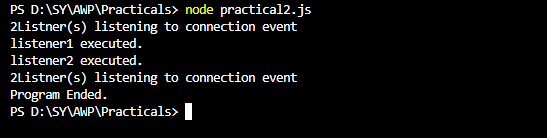 PS D:\SY\AWP\Practicals> node practical2.js
2Listner(s) listening to connection event
listener1 executed.
listener2 executed.
2Listner(s) listening to connection event
Program Ended.
PS D:\SY\AWP\Practicals>